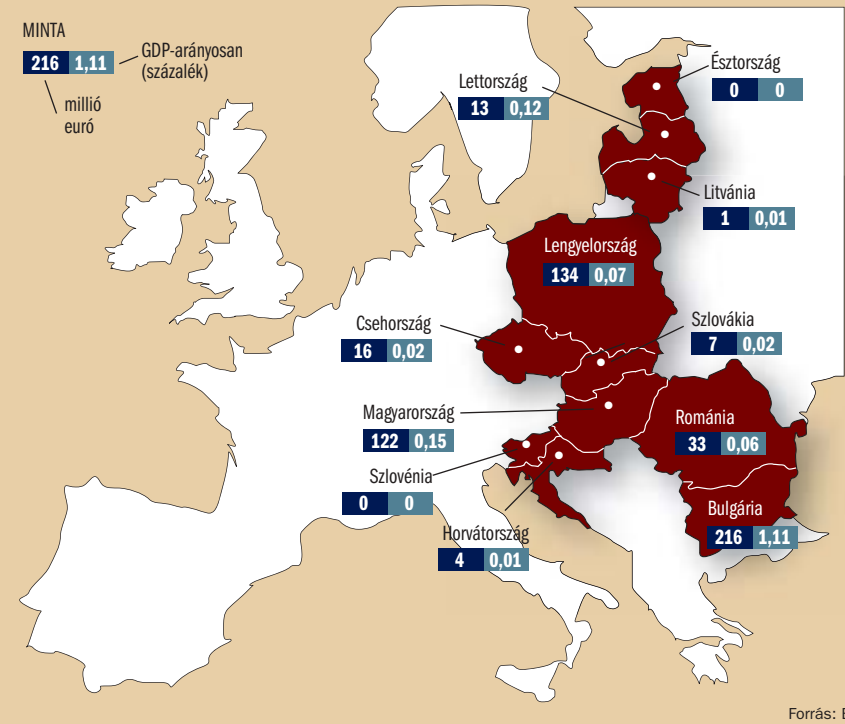 MINTA
216 1,11
GDP-arányosan
(százalék)
millió
euró
Észtország
0 0
Lettország
13 0,12
Litvánia
1 0,01
Lengyelország
134 0,07
Csehország
16 0,02
Szlovákia
7 0,02
Magyarország
122 0,15
Románia
33 0,06
Szlovénia
0 0
Bulgária
216 1,11
Horvátország
4 0,01
Forrás: